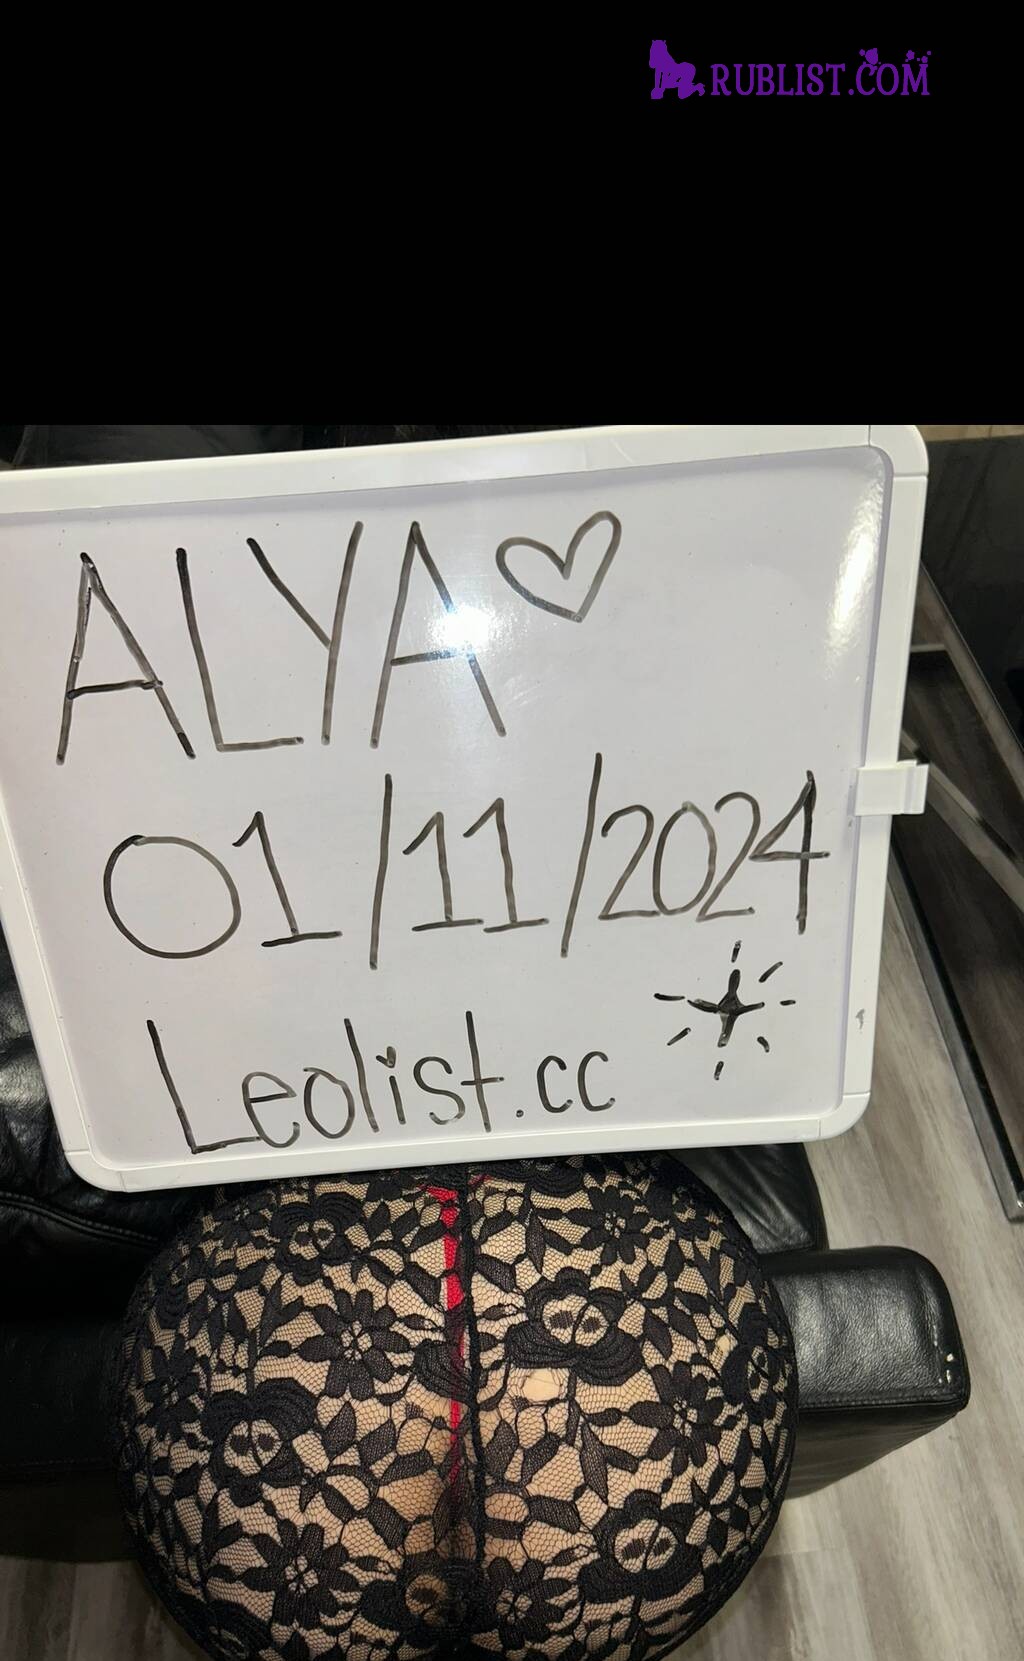 RUBLIST.COM
ALYA♡
01/11/2024
Leolist.cc